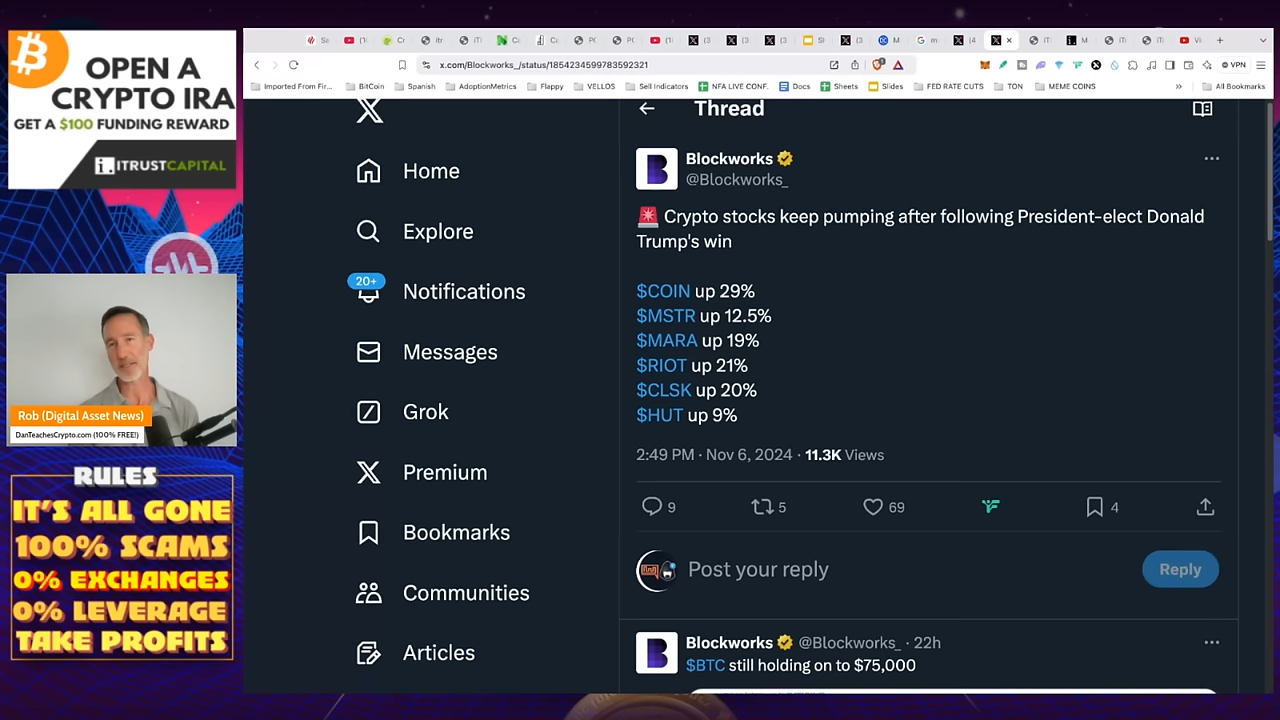 OPEN A
CRYPTO IRA
GET A $100 FUNDING REWARD
i. ITRUSTCAPITAL
Rob (Digital Asset News)
DanTeachesCrypto.com (100% FREE!)
RULES
IT'S ALL GONE
100% SCAMS
0% EXCHANGES
0% LEVERAGE
TAKE PROFITS
x.com/Blockworks_/status/1854234599783592321
VPN
Imported From Fir...
BitCoin
Spanish
AdoptionMetrics
Flappy
VELLOS
Sell Indicators
NFA LIVE CONF.
Docs
Sheets
Slides
FED RATE CUTS
TON
MEME COINS
»
All Bookmarks
Home
Explore
20+
Notifications
Messages
Grok
Premium
Bookmarks
Communities
Articles
Thread
Blockworks
@Blockworks_
🚨 Crypto stocks keep pumping after following President-elect Donald
Trump's win
$COIN up 29%
$MSTR up 12.5%
$MARA up 19%
$RIOT up 21%
$CLSK up 20%
$HUT up 9%
2:49 PM · Nov 6, 2024 · 11.3K Views
9 5 69 4
Post your reply
Reply
Blockworks @Blockworks_ · 22h
$BTC still holding on to $75,000